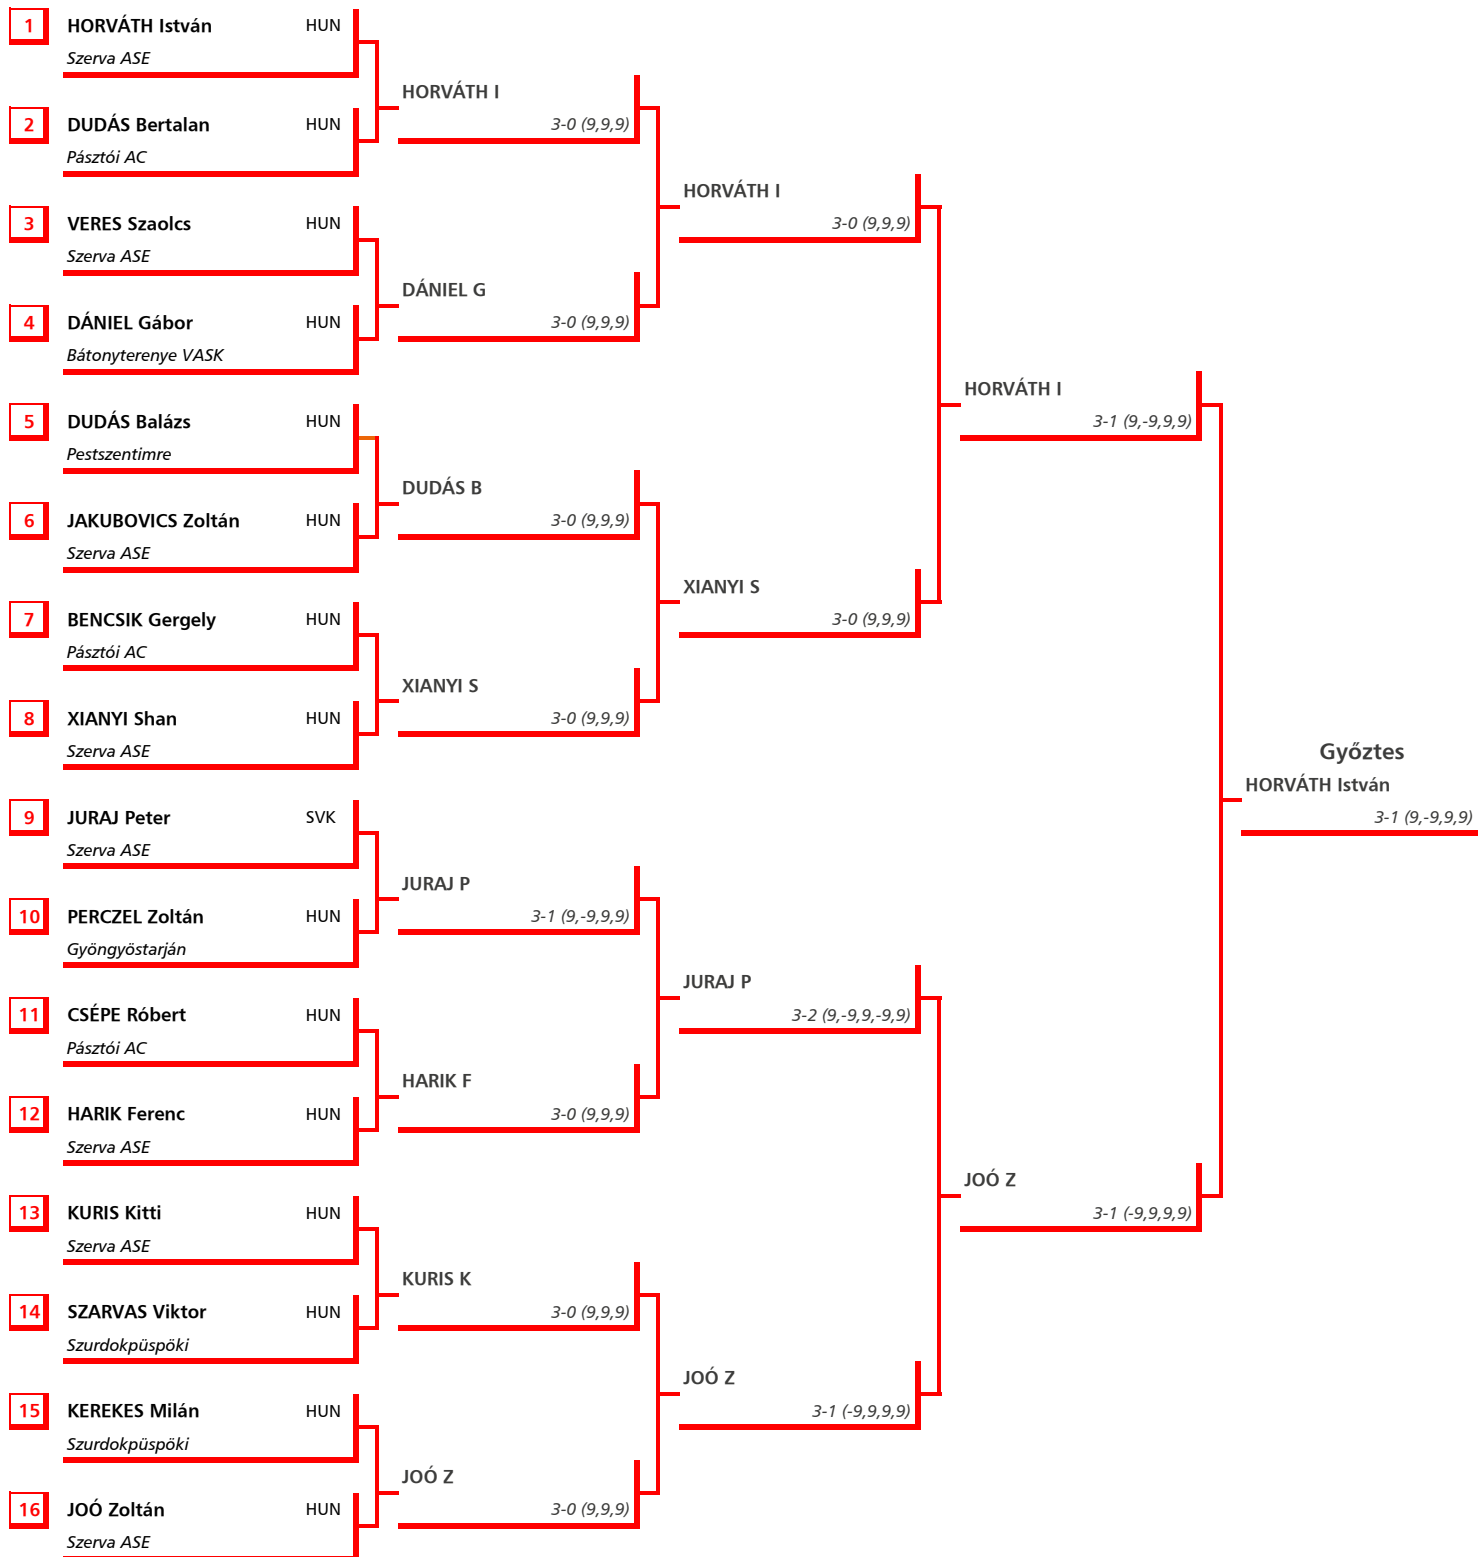 1 HORVÁTH István HUN
Szerva ASE
HORVÁTH I
2 DUDÁS Bertalan HUN 3-0 (9,9,9)
Pásztói AC
HORVÁTH I
3 VERES Szaolcs HUN 3-0 (9,9,9)
Szerva ASE
DÁNIEL G
4 DÁNIEL Gábor HUN 3-0 (9,9,9)
Bátonyterenye VASK
HORVÁTH I
5 DUDÁS Balázs HUN 3-1 (9,-9,9,9)
Pestszentimre
DUDÁS B
6 JAKUBOVICS Zoltán HUN 3-0 (9,9,9)
Szerva ASE
XIANYI S
7 BENCSIK Gergely HUN 3-0 (9,9,9)
Pásztói AC
XIANYI S
8 XIANYI Shan HUN 3-0 (9,9,9)
Szerva ASE
Győztes
HORVÁTH István
9 JURAJ Peter SVK 3-1 (9,-9,9,9)
Szerva ASE
JURAJ P
10 PERCZEL Zoltán HUN 3-1 (9,-9,9,9)
Gyöngyöstarján
JURAJ P
11 CSÉPE Róbert HUN 3-2 (9,-9,9,-9,9)
Pásztói AC
HARIK F
12 HARIK Ferenc HUN 3-0 (9,9,9)
Szerva ASE
JOÓ Z
13 KURIS Kitti HUN 3-1 (-9,9,9,9)
Szerva ASE
KURIS K
14 SZARVAS Viktor HUN 3-0 (9,9,9)
Szurdokpüspöki
JOÓ Z
15 KEREKES Milán HUN 3-1 (-9,9,9,9)
Szurdokpüspöki
JOÓ Z
16 JOÓ Zoltán HUN 3-0 (9,9,9)
Szerva ASE